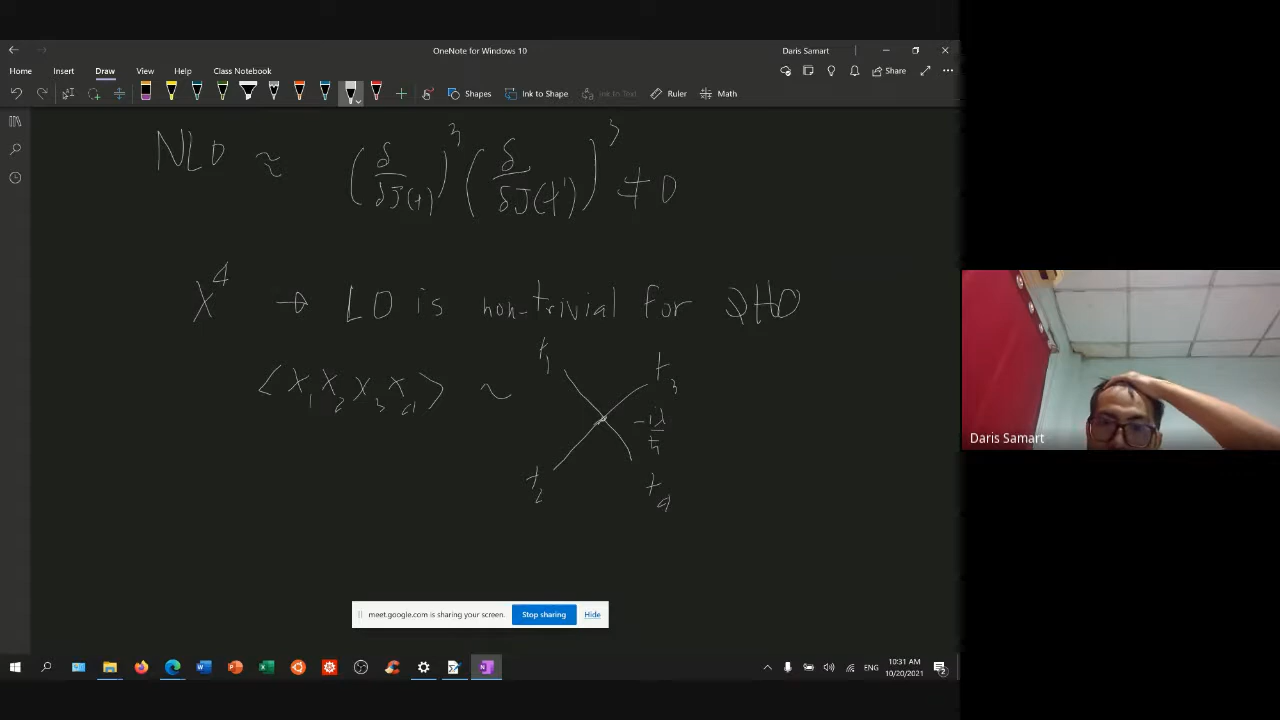 OneNote for Windows 10
Daris Samart
Home Insert Draw View Help Class Notebook
Share
Shapes Ink to Shape Ink to Text Ruler Math
NLO ≈ (δ/δJ(t))³ (δ/δJ(t'))³ ≠ 0
X⁴ → LO is non-trivial for QHO
⟨X₁X₂X₃X₄⟩ ~
t₁
t₃
-iλ/ħ
t₂
t₄
Daris Samart
meet.google.com is sharing your screen. Stop sharing Hide
ENG
10:31 AM
10/20/2021
2